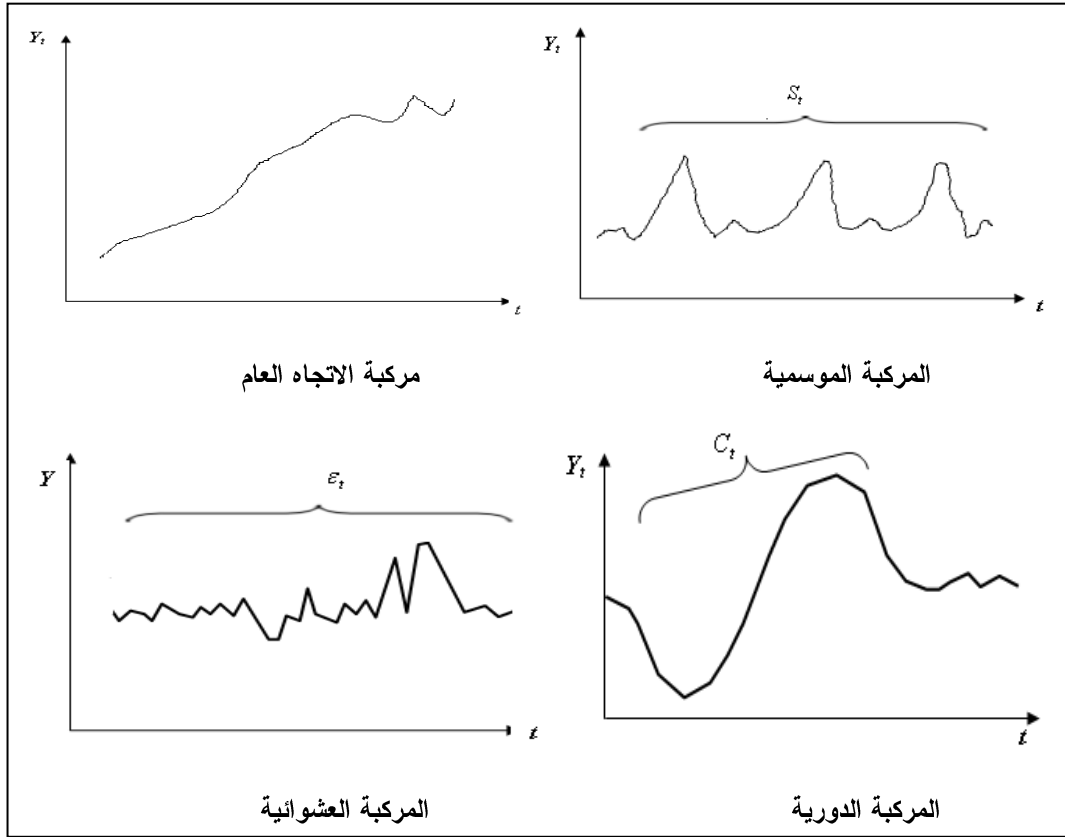 Yt
t
مركبة الاتجاه العام
Yt
St
t
المركبة الموسمية
Y
εt
t
المركبة العشوائية
Yt
Ct
t
المركبة الدورية